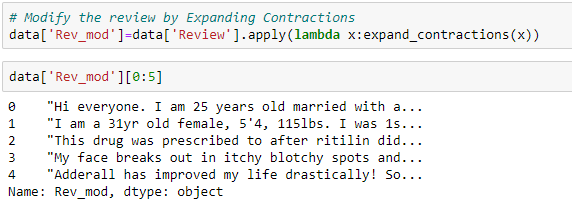 # Modify the review by Expanding Contractions
data['Rev_mod']=data['Review'].apply(lambda x:expand_contractions(x))
data['Rev_mod'][0:5]
0    "Hi everyone. I am 25 years old married with a...
1    "I am a 31yr old female, 5'4, 115lbs. I was 1s...
2    "This drug was prescribed to after ritilin did...
3    "My face breaks out in itchy blotchy spots and...
4    "Adderall has improved my life drastically! So...
Name: Rev_mod, dtype: object